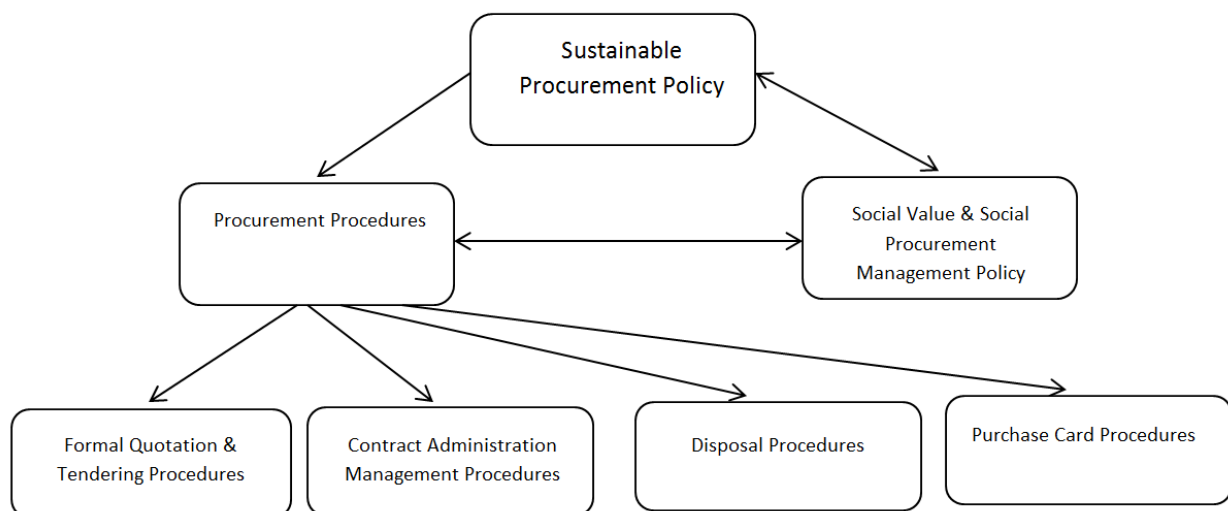 Sustainable
Procurement Policy
Procurement Procedures
Social Value & Social
Procurement
Management Policy
Formal Quotation &
Tendering Procedures
Contract Administration
Management Procedures
Disposal Procedures
Purchase Card Procedures